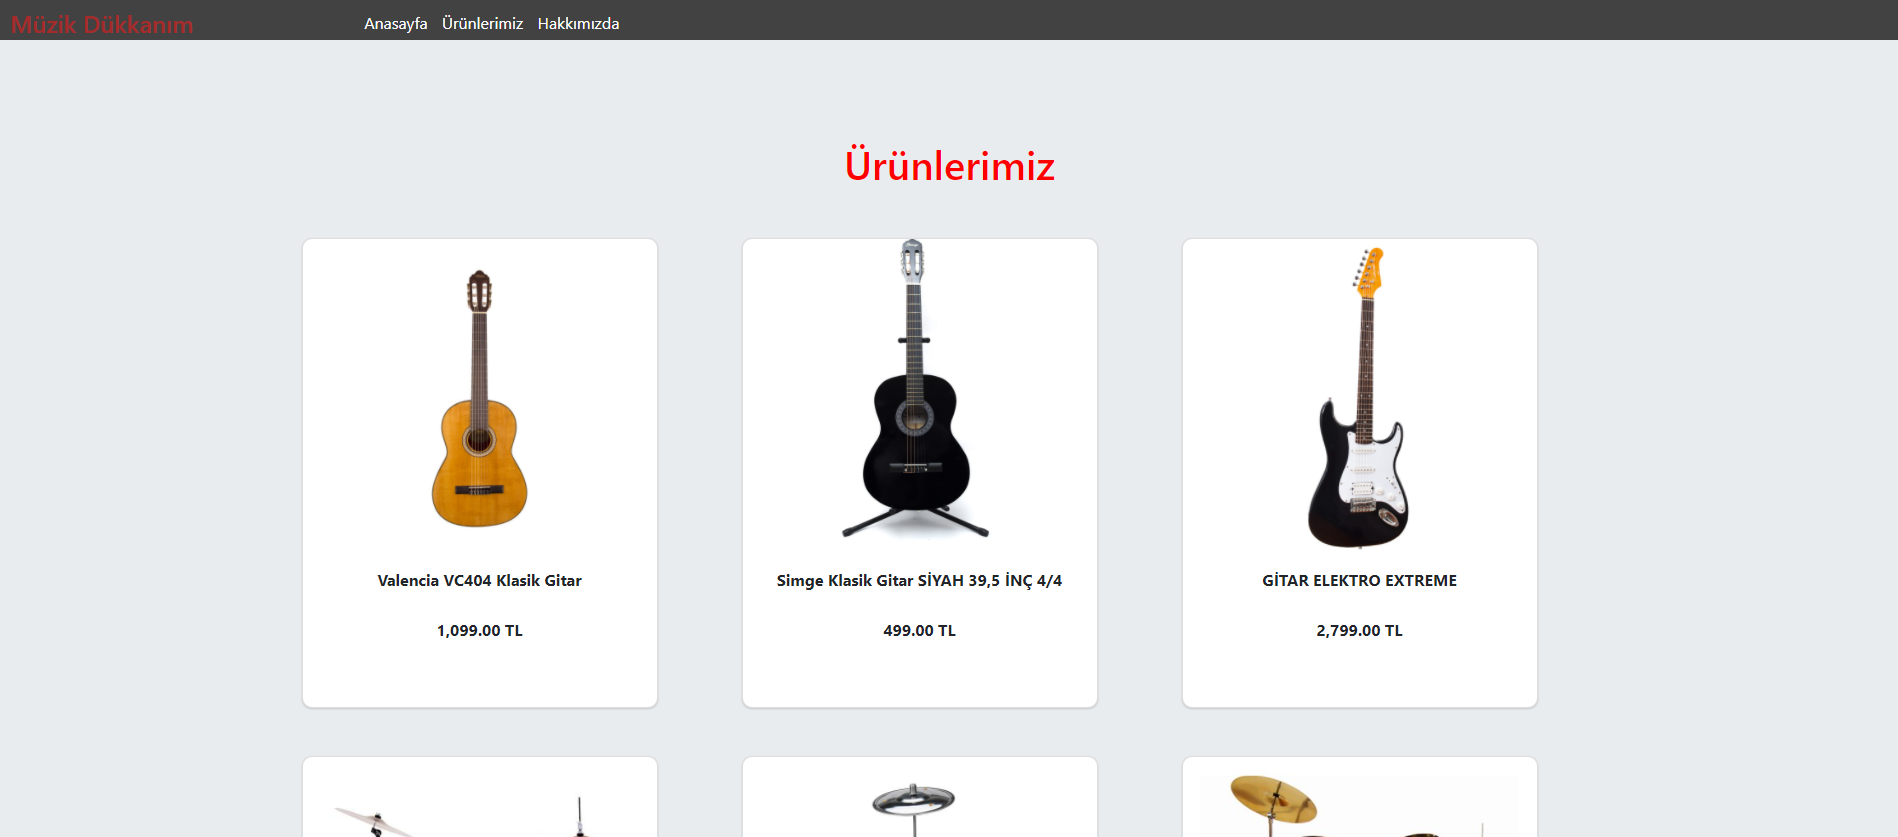 Müzik Dükkanım
Anasayfa Ürünlerimiz Hakkımızda
Ürünlerimiz
Valencia VC404 Klasik Gitar
1,099.00 TL
Simge Klasik Gitar SİYAH 39,5 İNÇ 4/4
499.00 TL
GİTAR ELEKTRO EXTREME
2,799.00 TL